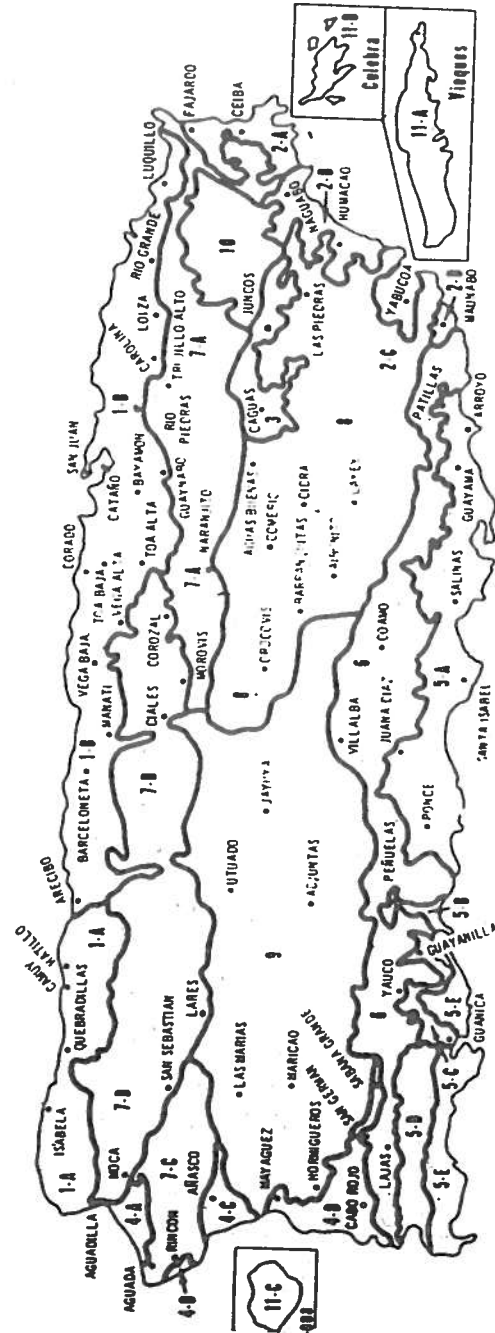 AGUADILLA
AGUADA
RINCON
4-D
4-A
MOCA
ISABELA
1-A
QUEBRADILLAS
CAMUY
HATILLO
1-A
ARECIBO
BARCELONETA
1-B
MANATI
VEGA BAJA
VEGA ALTA
TOA BAJA
DORADO
TOA ALTA
CATAÑO
BAYAMON
SAN JUAN
1-B
CAROLINA
LOIZA
RIO GRANDE
LUQUILLO
FAJARDO
CEIBA
2-A
7-D
SAN SEBASTIAN
LARES
7-C
AÑASCO
4-C
7-B
CIALES
COROZAL
MOROVIS
7-A
NARANJITO
GUAYNABO
RIO
PIEDRAS
TRUJILLO ALTO
7-A
10
JUNCOS
NAGUABO
2-B
HUMACAO
LAS MARIAS
MARICAO
9
UTUADO
JAYUYA
ADJUNTAS
OROCOVIS
8
AGUAS BUENAS
COMERIO
CIDRA
BARRANQUITAS
AIBONITO
CAYEY
CAGUAS
3
8
LAS PIEDRAS
YABUCOA
2-C
2-D
MAUNABO
MAYAGUEZ
HORMIGUEROS
SAN GERMAN
SABANA GRANDE
4-B
CABO ROJO
LAJAS
5-D
5-E
5-C
GUANICA
5-E
YAUCO
6
GUAYANILLA
5-B
PEÑUELAS
PONCE
VILLALBA
JUANA DIAZ
6
COAMO
5-A
SANTA ISABEL
SALINAS
GUAYAMA
ARROYO
PATILLAS
11-C
11-B
Culebra
11-A
Vieques